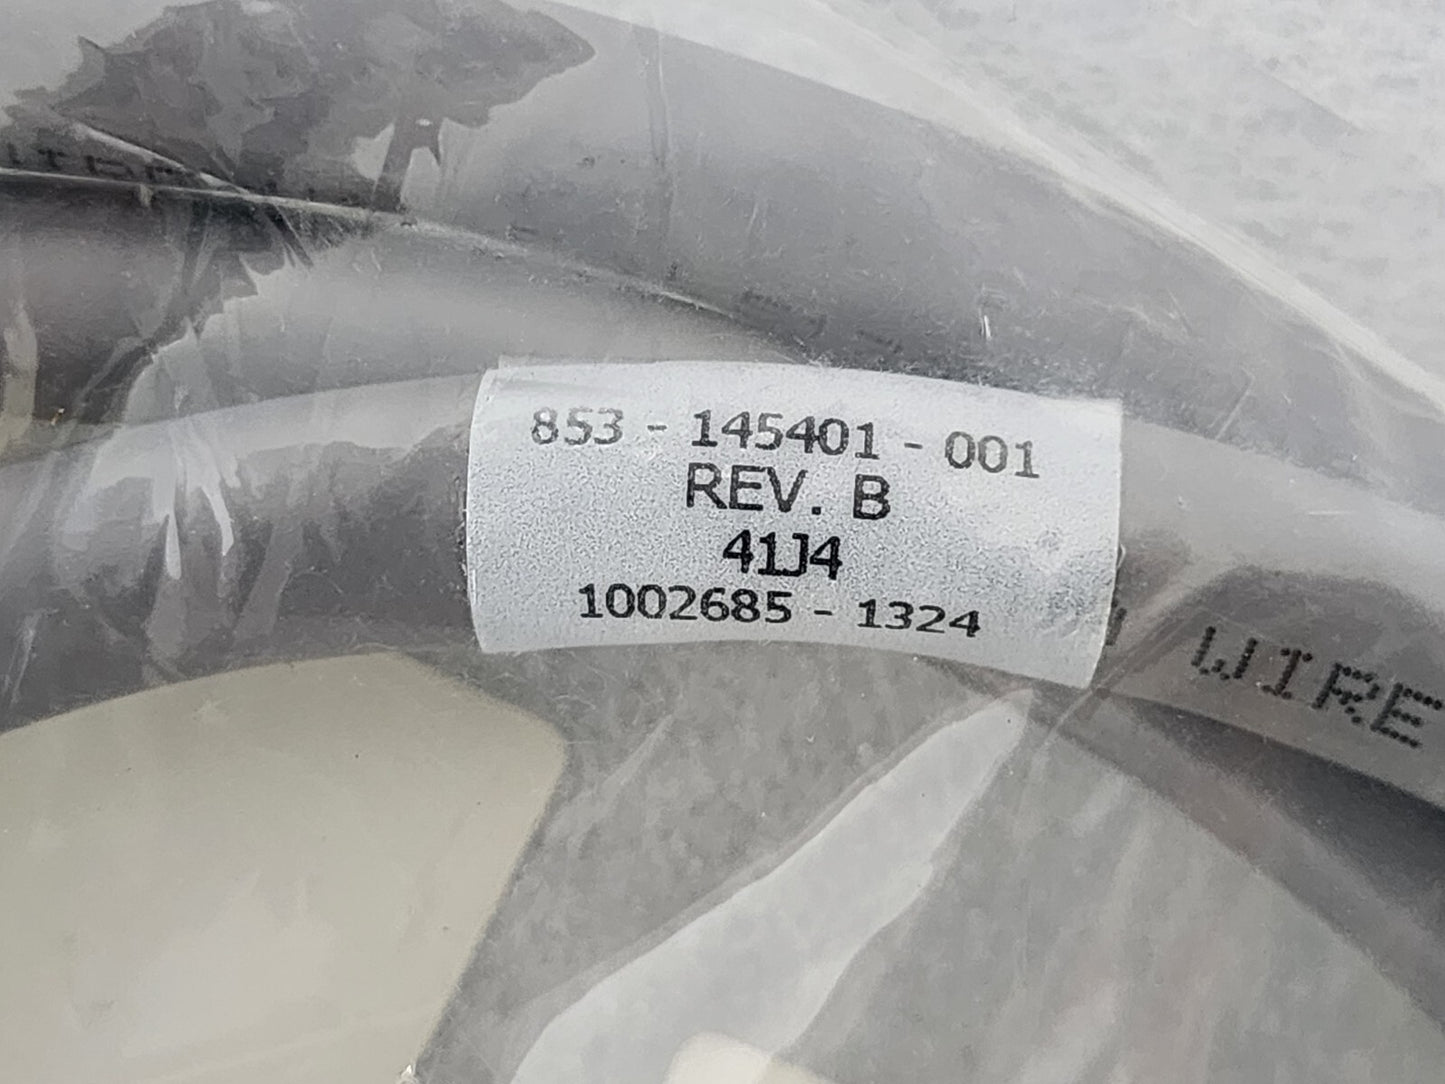 853 - 145401 - 001
REV. B
41J4
1002685 - 1324
WIRE